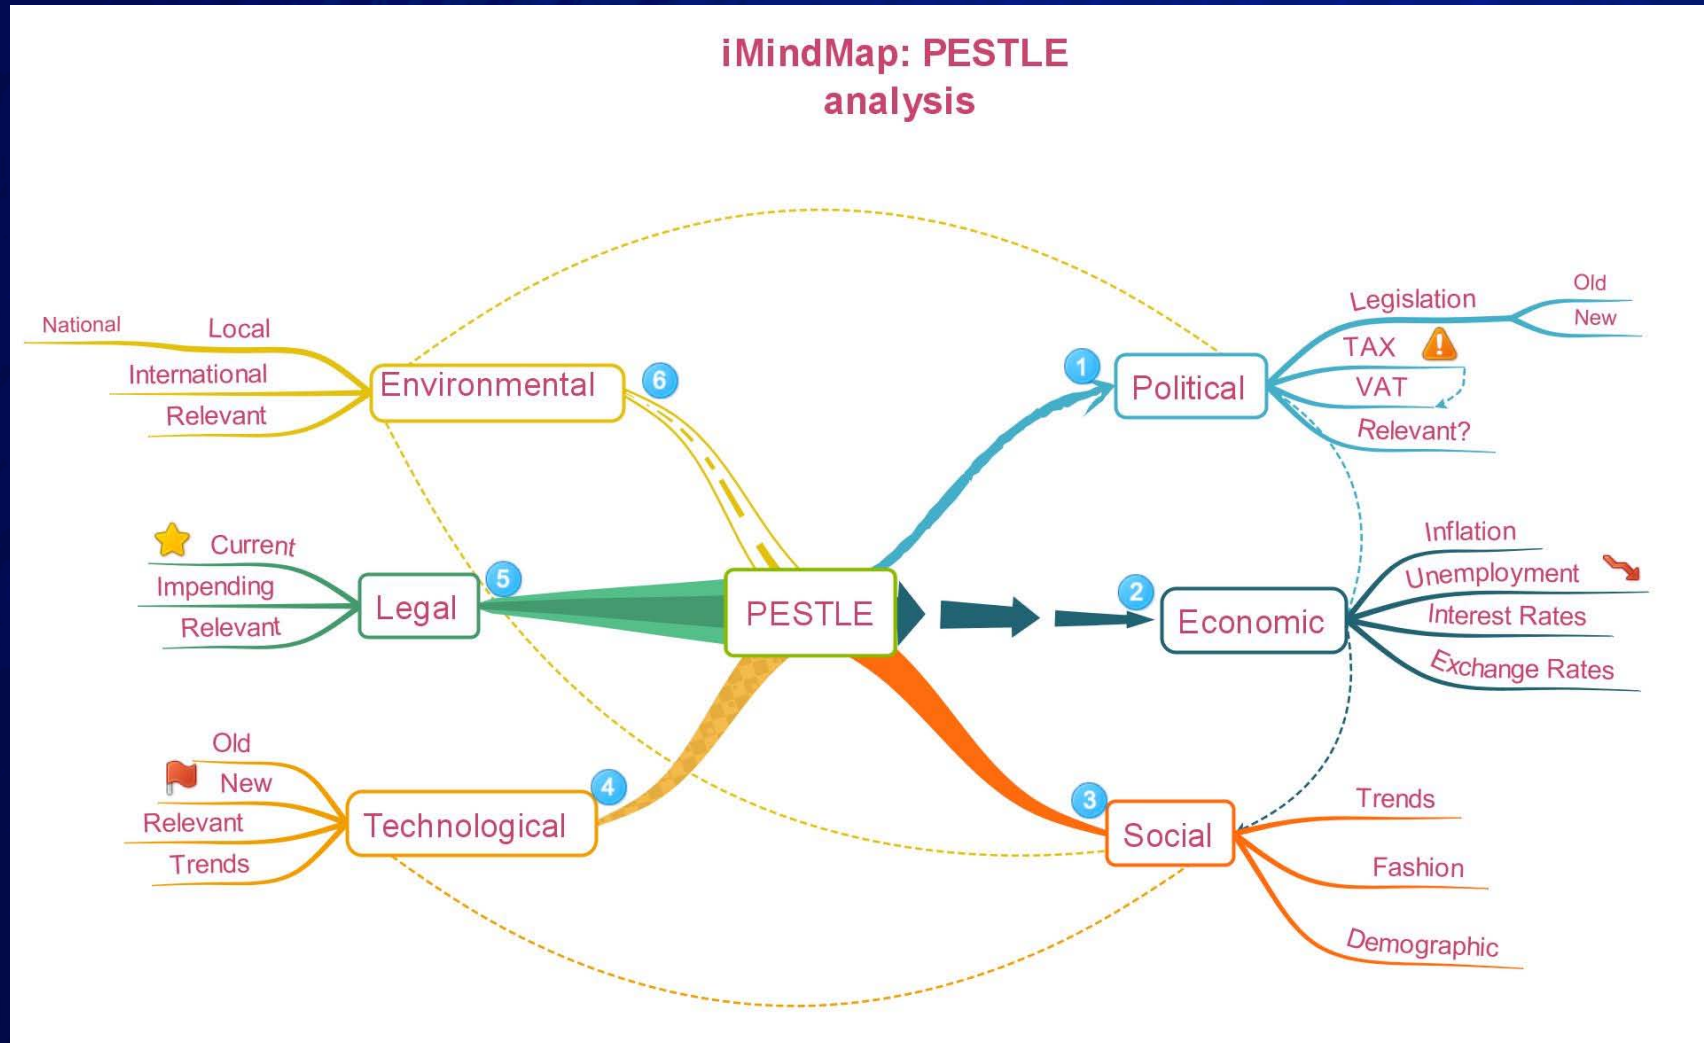 iMindMap: PESTLE
analysis
PESTLE
1
Political
Legislation
Old
New
TAX
VAT
Relevant?
2
Economic
Inflation
Unemployment
Interest Rates
Exchange Rates
3
Social
Trends
Fashion
Demographic
4
Technological
Old
New
Relevant
Trends
5
Legal
Current
Impending
Relevant
6
Environmental
Local
National
International
Relevant